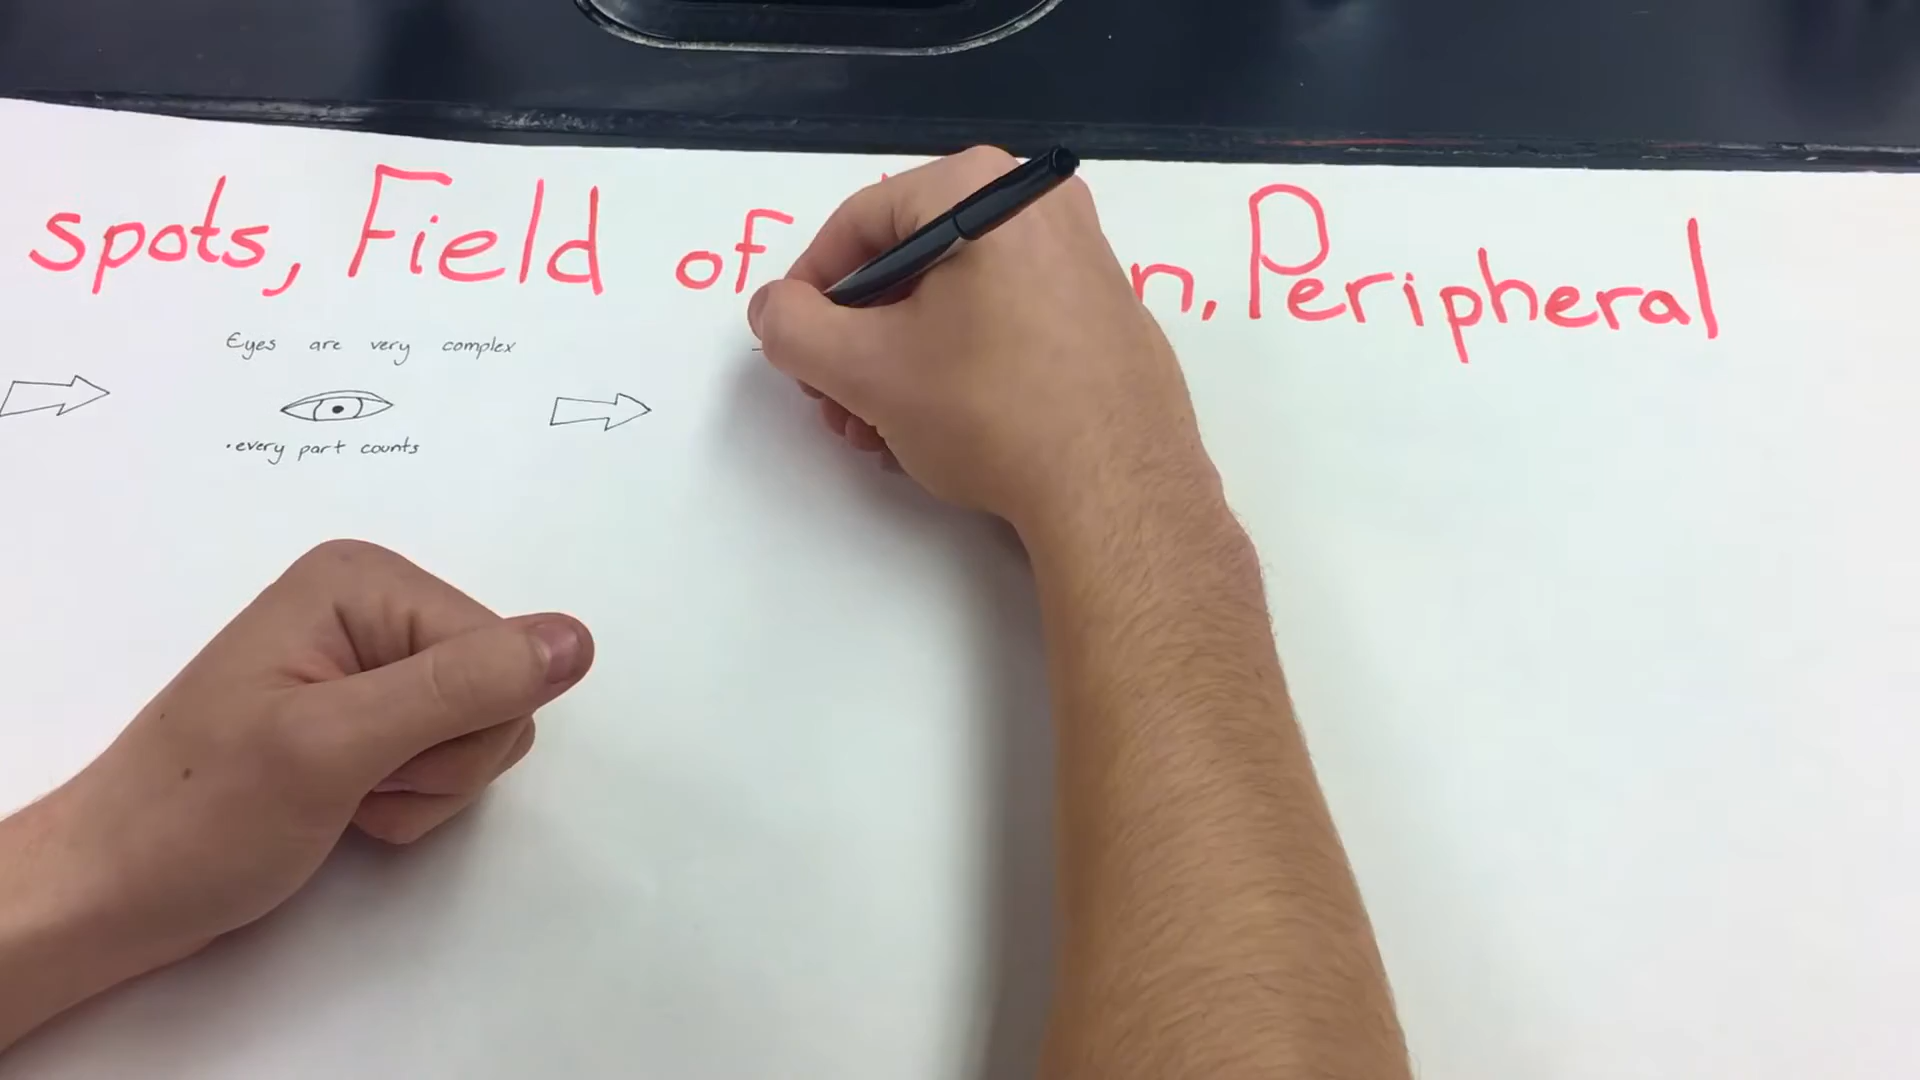 spots, Field of n, Peripheral
Eyes are very complex
•every part counts